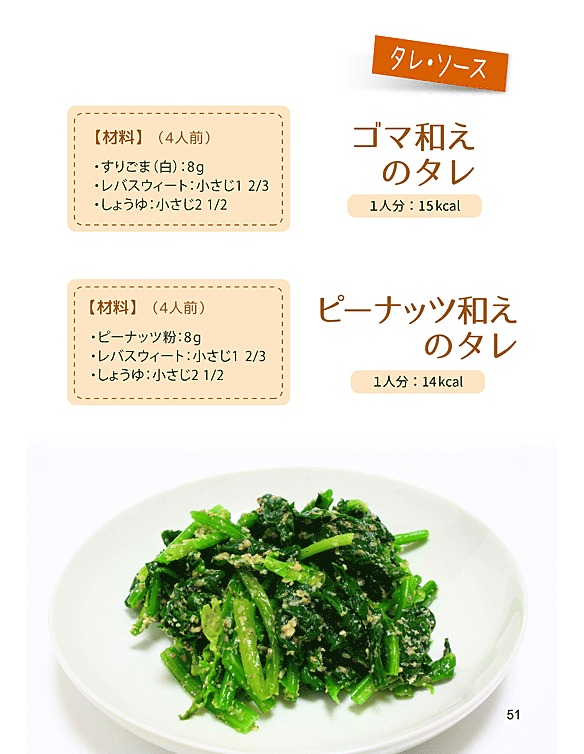 タレ・ソース
【材料】（4人前）
・すりごま（白）：8g
・レバスウィート：小さじ1 2/3
・しょうゆ：小さじ2 1/2
ゴマ和え
のタレ
1人分：15kcal
【材料】（4人前）
・ピーナッツ粉：8g
・レバスウィート：小さじ1 2/3
・しょうゆ：小さじ2 1/2
ピーナッツ和え
のタレ
1人分：14kcal
51